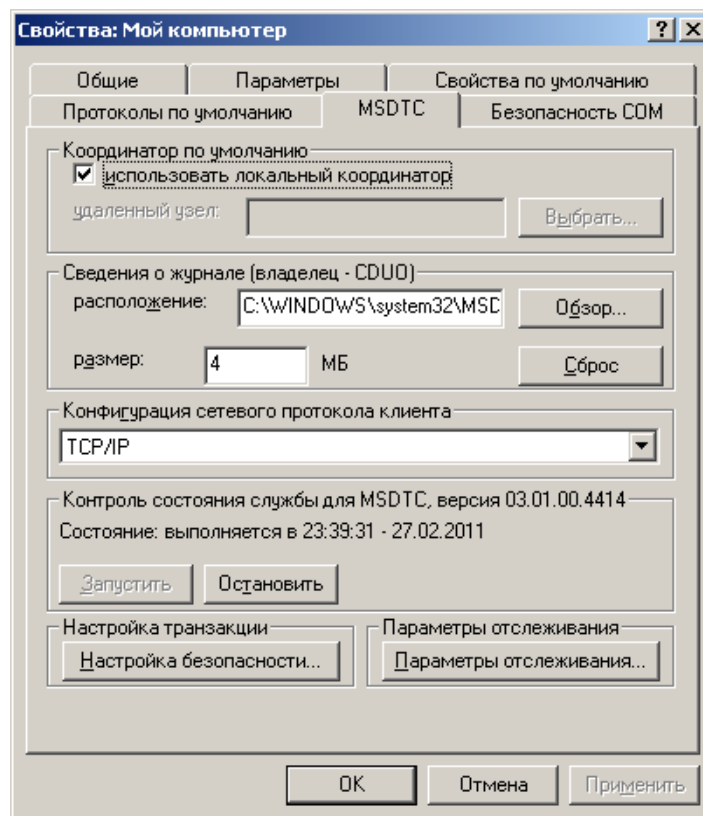 Свойства: Мой компьютер
Общие Параметры Свойства по умолчанию
Протоколы по умолчанию MSDTC Безопасность COM
Координатор по умолчанию
использовать локальный координатор
удаленный узел: Выбрать...
Сведения о журнале (владелец - CDUO)
расположение: C:\WINDOWS\system32\MSD Обзор...
размер: 4 МБ Сброс
Конфигурация сетевого протокола клиента
TCP/IP
Контроль состояния службы для MSDTC, версия 03.01.00.4414
Состояние: выполняется в 23:39:31 - 27.02.2011
Запустить Остановить
Настройка транзакции Параметры отслеживания
Настройка безопасности... Параметры отслеживания...
OK Отмена Применить